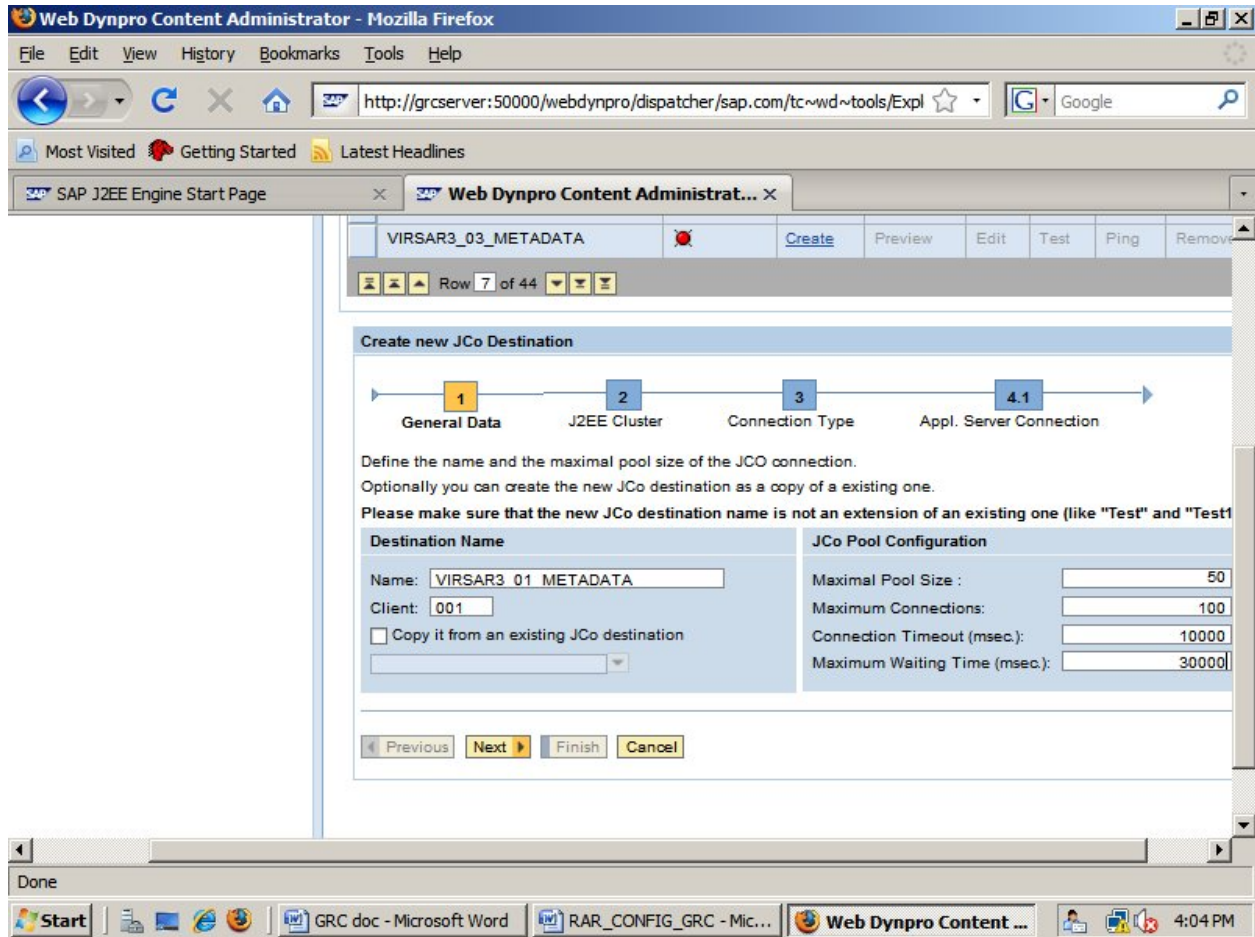 Web Dynpro Content Administrator - Mozilla Firefox
File Edit View History Bookmarks Tools Help
http://grcserver:50000/webdynpro/dispatcher/sap.com/tc~wd~tools/Expl
G Google
Most Visited Getting Started Latest Headlines
SAP J2EE Engine Start Page Web Dynpro Content Administrat...
VIRSAR3_03_METADATA Create Preview Edit Test Ping Remove
Row 7 of 44
Create new JCo Destination
1 2 3 4.1
General Data J2EE Cluster Connection Type Appl. Server Connection
Define the name and the maximal pool size of the JCO connection.
Optionally you can create the new JCo destination as a copy of a existing one.
Please make sure that the new JCo destination name is not an extension of an existing one (like "Test" and "Test1
Destination Name
Name: VIRSAR3_01_METADATA
Client: 001
Copy it from an existing JCo destination
JCo Pool Configuration
Maximal Pool Size : 50
Maximum Connections: 100
Connection Timeout (msec.): 10000
Maximum Waiting Time (msec.): 30000
Previous Next Finish Cancel
Done
Start GRC doc - Microsoft Word RAR_CONFIG_GRC - Mic... Web Dynpro Content ... 4:04 PM